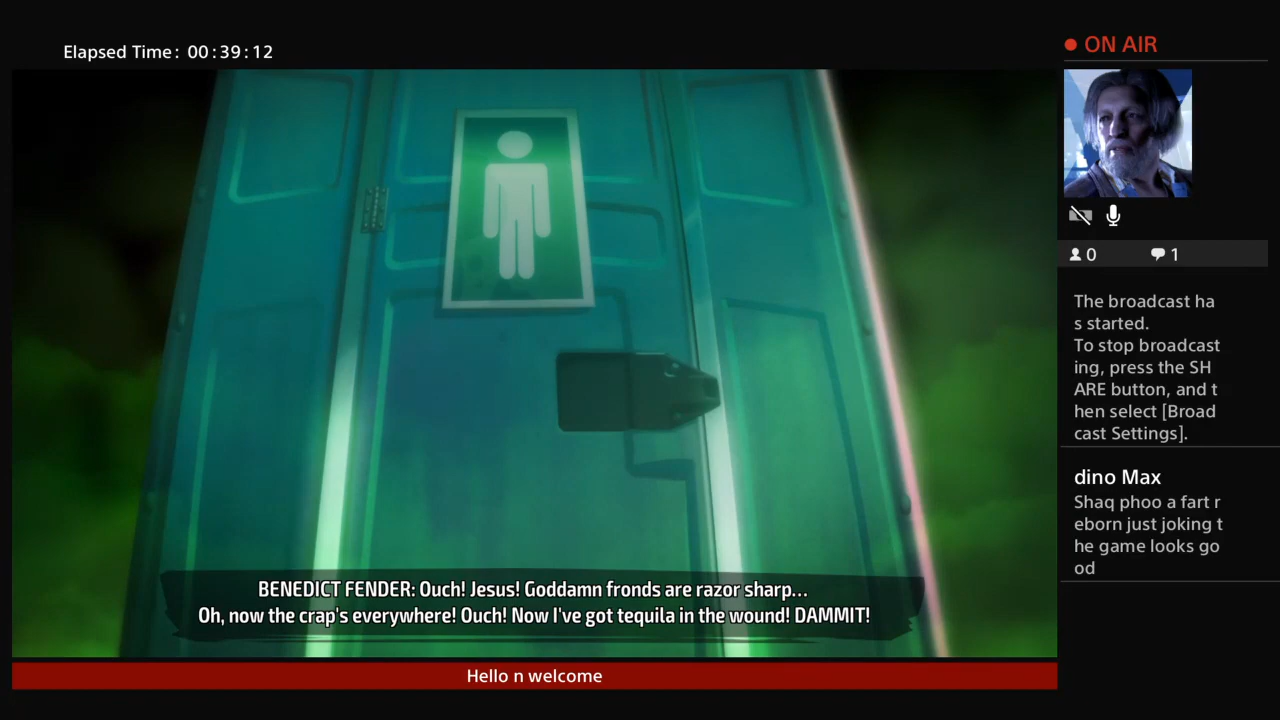 Elapsed Time: 00:39:12
ON AIR
0
1
The broadcast ha
s started.
To stop broadcast
ing, press the SH
ARE button, and t
hen select [Broad
cast Settings].
dino Max
Shaq phoo a fart r
eborn just joking t
he game looks go
od
BENEDICT FENDER: Ouch! Jesus! Goddamn fronds are razor sharp...
Oh, now the crap's everywhere! Ouch! Now I've got tequila in the wound! DAMMIT!
Hello n welcome